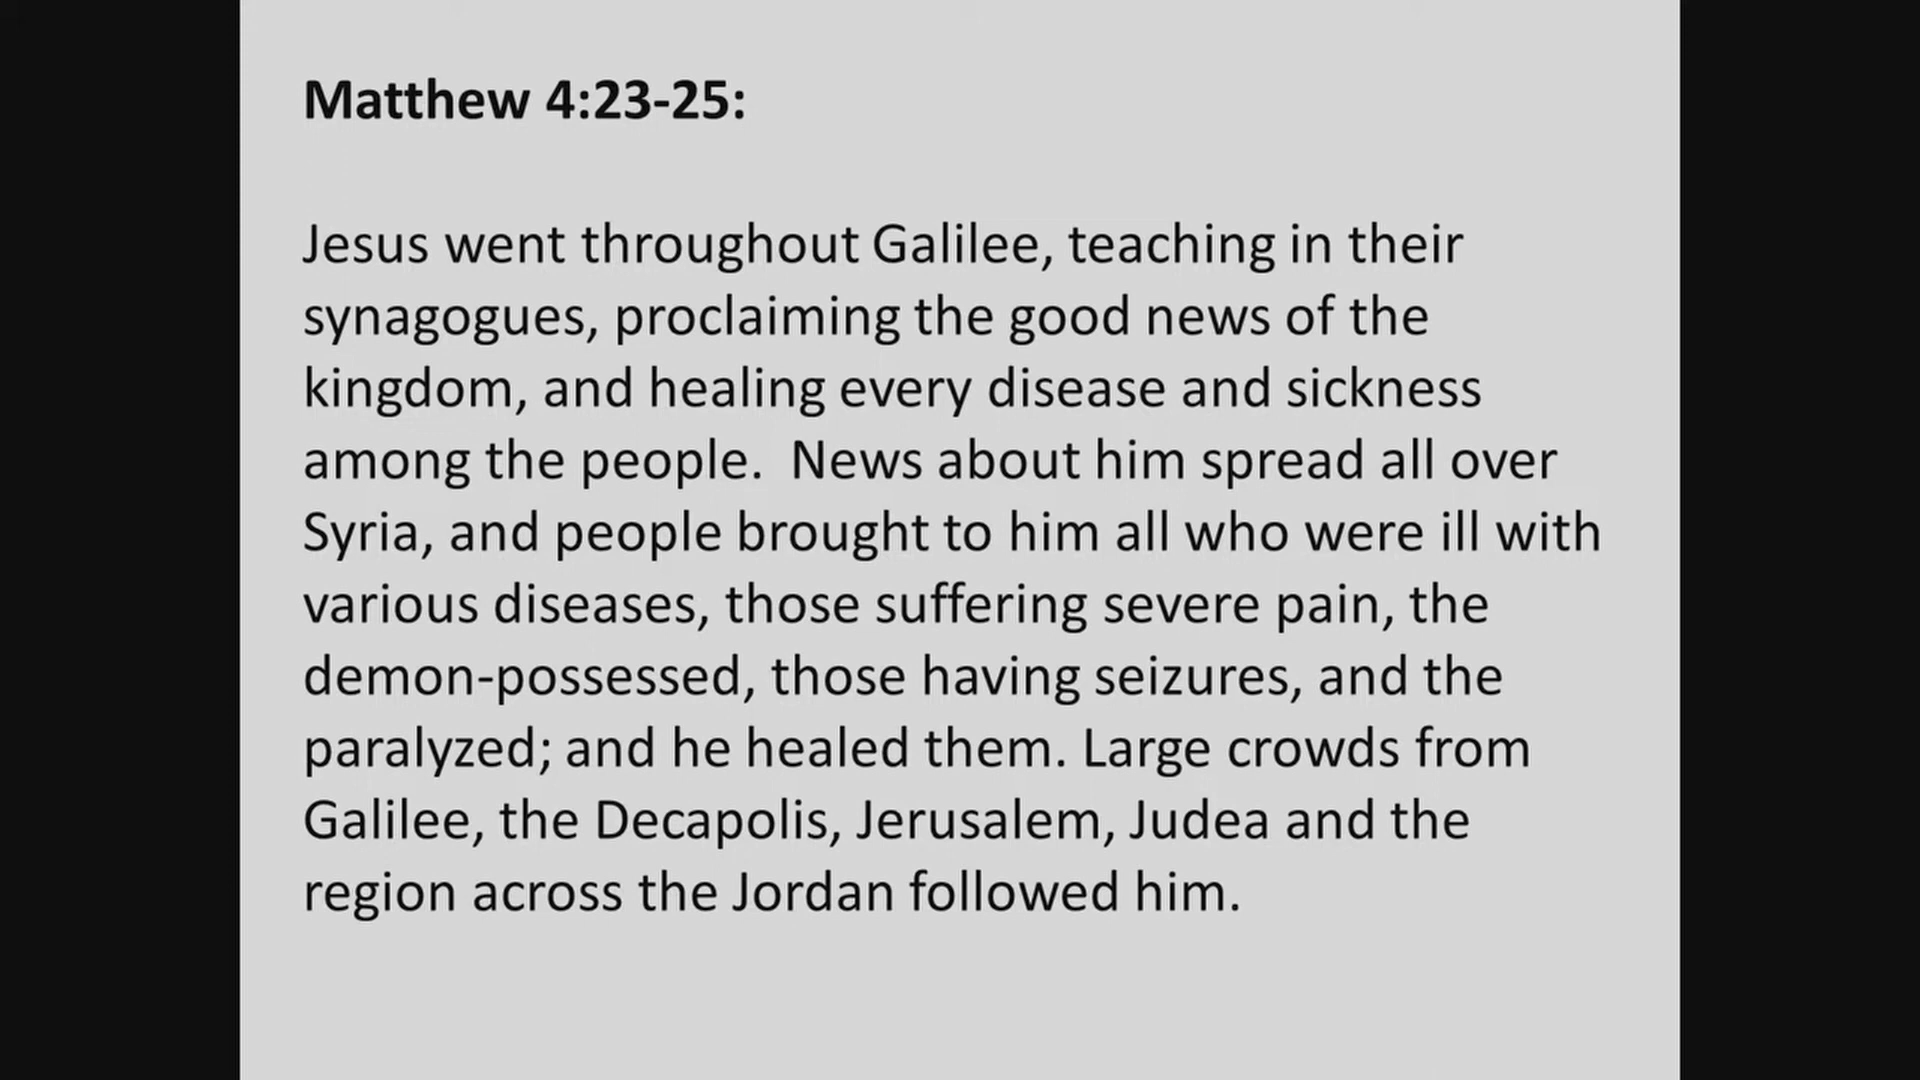 Matthew 4:23-25:
Jesus went throughout Galilee, teaching in their
synagogues, proclaiming the good news of the
kingdom, and healing every disease and sickness
among the people.  News about him spread all over
Syria, and people brought to him all who were ill with
various diseases, those suffering severe pain, the
demon-possessed, those having seizures, and the
paralyzed; and he healed them. Large crowds from
Galilee, the Decapolis, Jerusalem, Judea and the
region across the Jordan followed him.